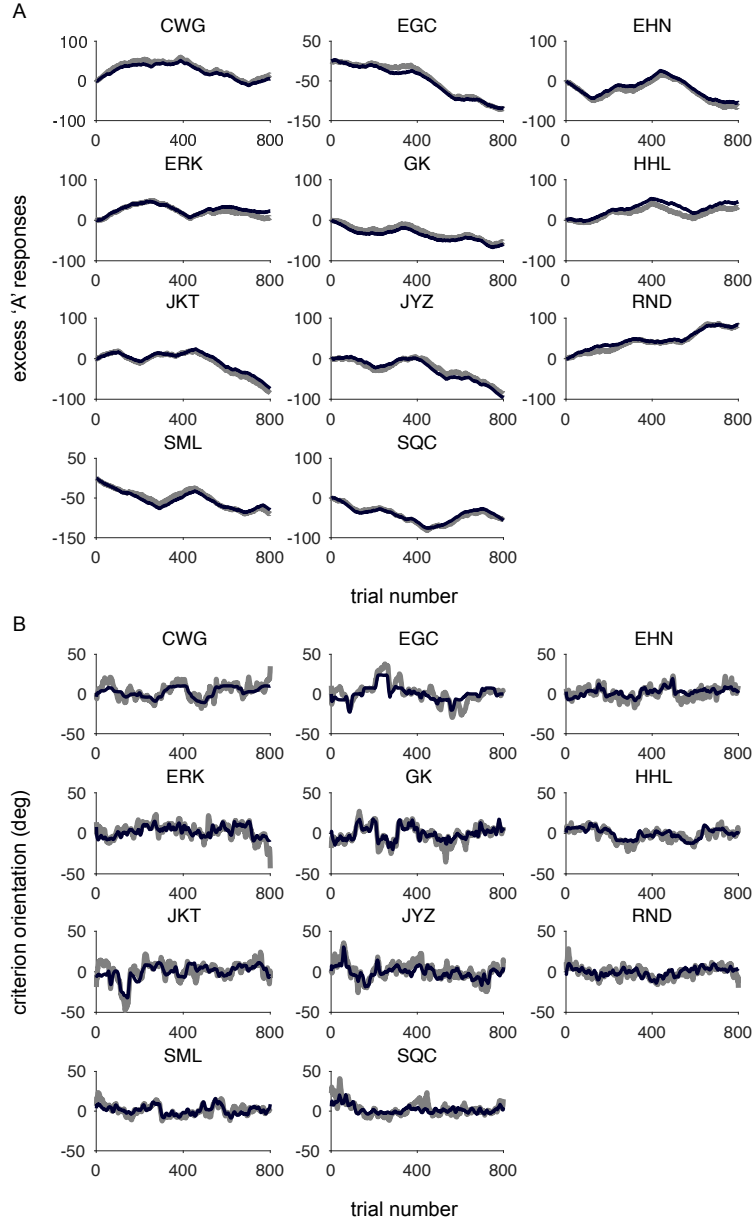 A
CWG EGC EHN
100 50 100
0 -50 0
-100 -150 -100
0 400 800 0 400 800 0 400 800
ERK GK HHL
100 100 100
0 0 0
-100 -100 -100
0 400 800 0 400 800 0 400 800
JKT JYZ RND
100 100 100
0 0 0
-100 -100 -100
0 400 800 0 400 800 0 400 800
SML SQC
50 100
-50 0
-150 -100
0 400 800 0 400 800
excess ‘A’ responses
trial number
B
CWG EGC EHN
50 50 50
0 0 0
-50 -50 -50
0 400 800 0 400 800 0 400 800
ERK GK HHL
50 50 50
0 0 0
-50 -50 -50
0 400 800 0 400 800 0 400 800
JKT JYZ RND
50 50 50
0 0 0
-50 -50 -50
0 400 800 0 400 800 0 400 800
SML SQC
50 50
0 0
-50 -50
0 400 800 0 400 800
criterion orientation (deg)
trial number